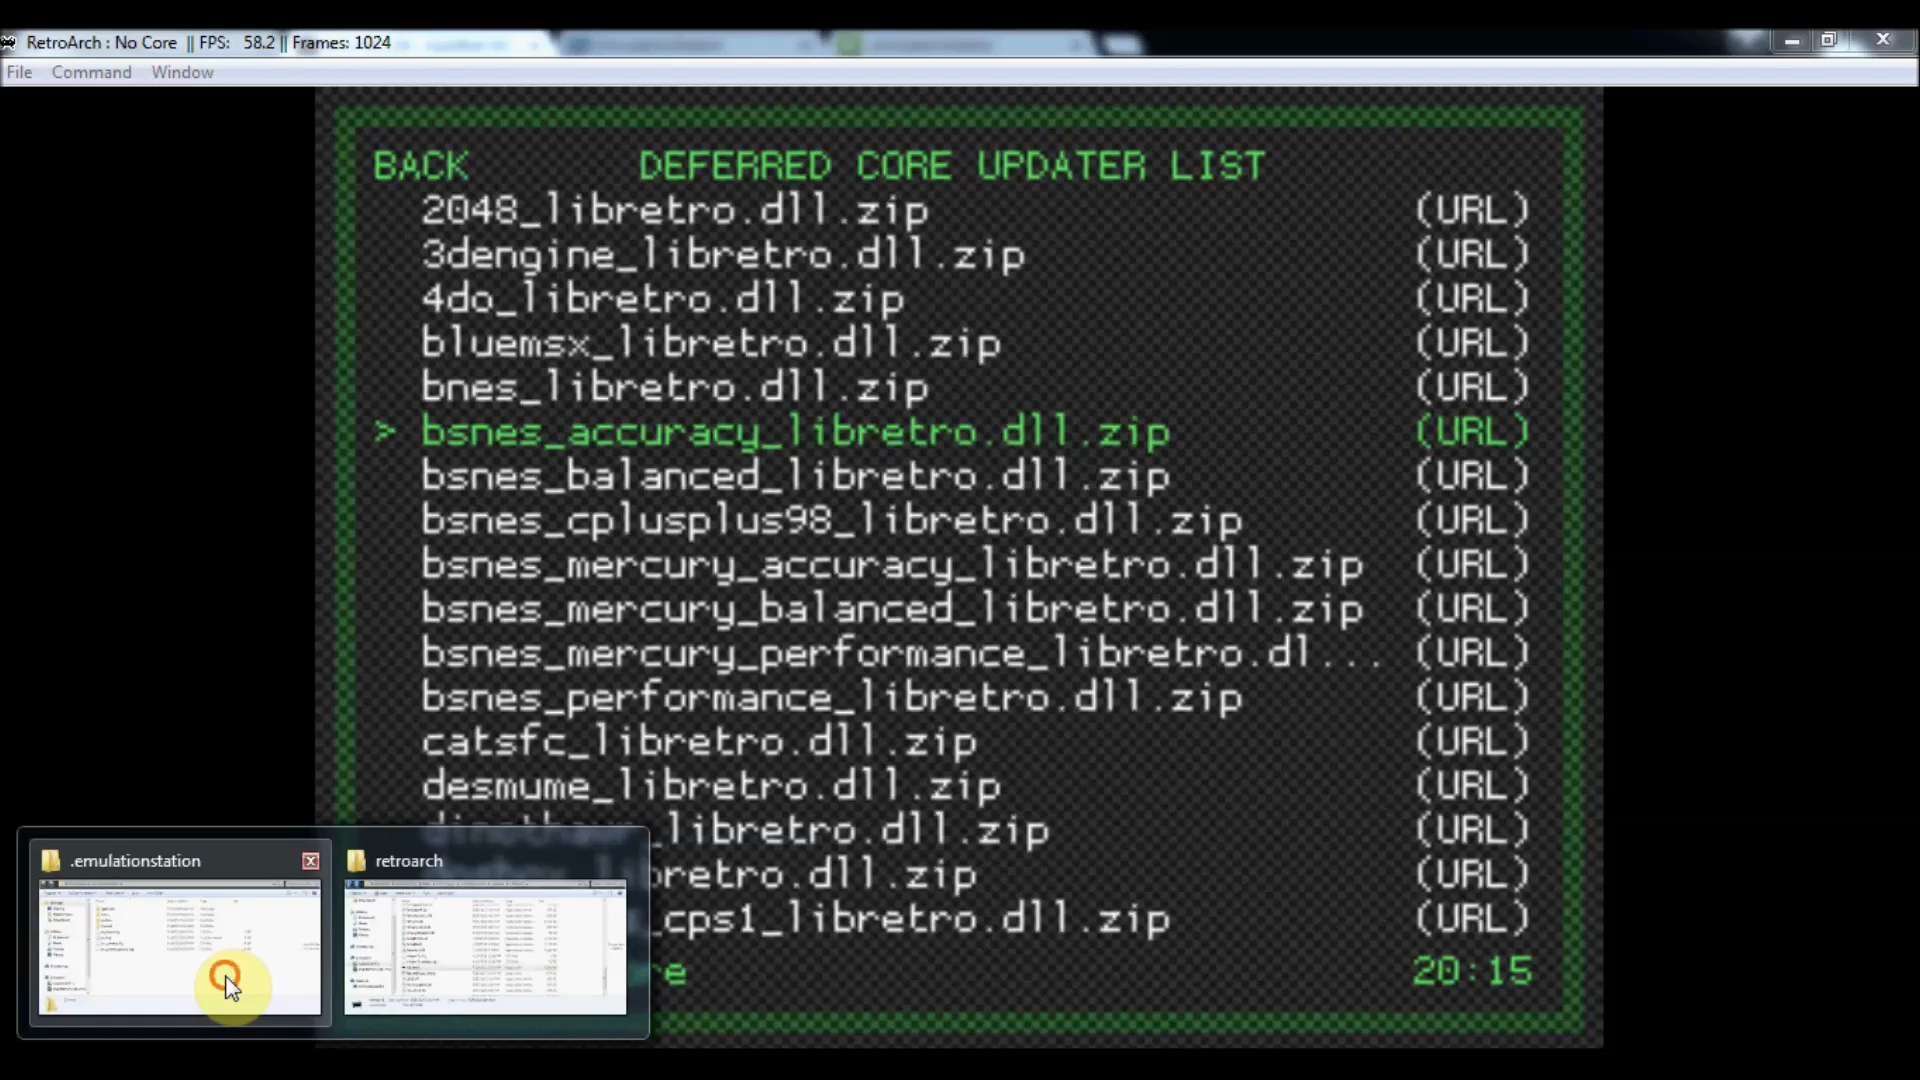 RetroArch : No Core || FPS: 58.2 || Frames: 1024
File Command Window
BACK DEFERRED CORE UPDATER LIST
2048_libretro.dll.zip (URL)
3dengine_libretro.dll.zip (URL)
4do_libretro.dll.zip (URL)
bluemsx_libretro.dll.zip (URL)
bnes_libretro.dll.zip (URL)
> bsnes_accuracy_libretro.dll.zip (URL)
bsnes_balanced_libretro.dll.zip (URL)
bsnes_cplusplus98_libretro.dll.zip (URL)
bsnes_mercury_accuracy_libretro.dll.zip (URL)
bsnes_mercury_balanced_libretro.dll.zip (URL)
bsnes_mercury_performance_libretro.dl... (URL)
bsnes_performance_libretro.dll.zip (URL)
catsfc_libretro.dll.zip (URL)
desmume_libretro.dll.zip (URL)
_libretro.dll.zip (URL)
bretro.dll.zip (URL)
_cps1_libretro.dll.zip (URL)
re 20:15
.emulationstation
retroarch